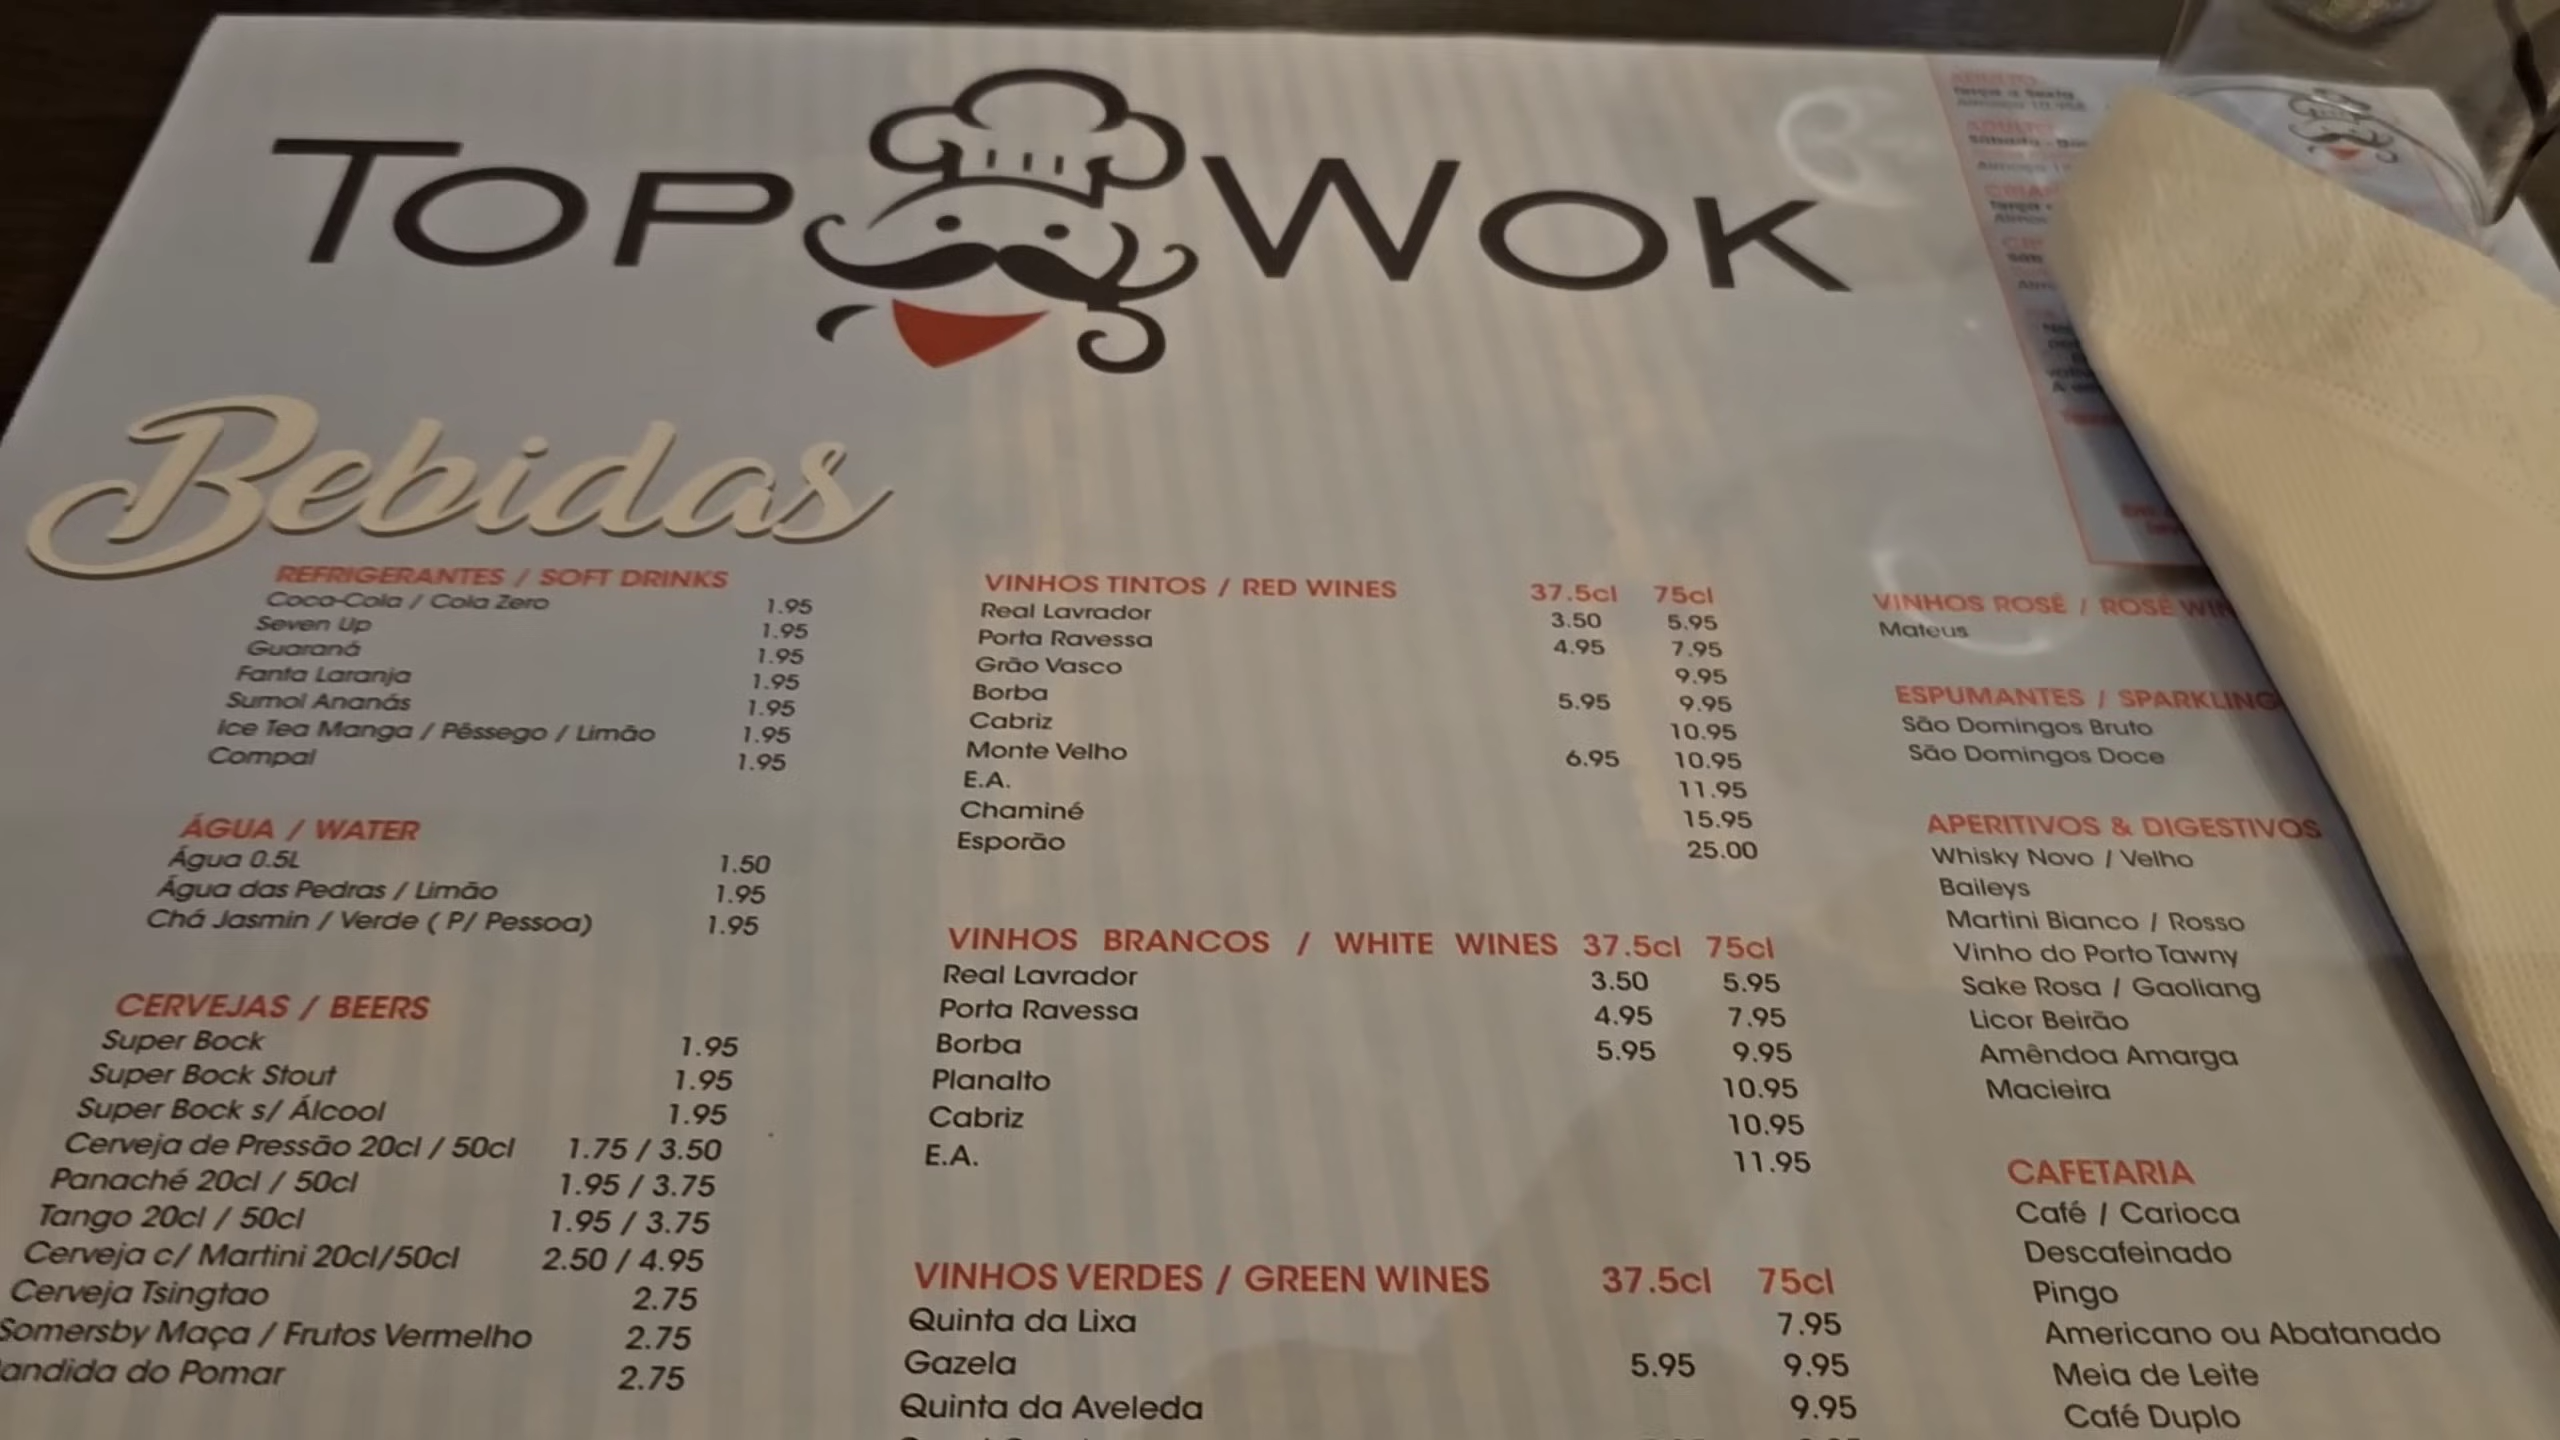 TOP WOK
Bebidas
REFRIGERANTES / SOFT DRINKS
Coca-Cola / Cola Zero 1.95
Seven Up 1.95
Guaraná 1.95
Fanta Laranja 1.95
Sumol Ananás 1.95
Ice Tea Manga / Pêssego / Limão 1.95
Compal 1.95
ÁGUA / WATER
Água 0.5L 1.50
Água das Pedras / Limão 1.95
Chá Jasmin / Verde ( P/ Pessoa) 1.95
CERVEJAS / BEERS
Super Bock 1.95
Super Bock Stout 1.95
Super Bock s/ Álcool 1.95
Cerveja de Pressão 20cl / 50cl 1.75 / 3.50
Panaché 20cl / 50cl 1.95 / 3.75
Tango 20cl / 50cl 1.95 / 3.75
Cerveja c/ Martini 20cl/50cl 2.50 / 4.95
Cerveja Tsingtao 2.75
Somersby Maça / Frutos Vermelho 2.75
andida do Pomar 2.75
VINHOS TINTOS / RED WINES 37.5cl 75cl
Real Lavrador 3.50 5.95
Porta Ravessa 4.95 7.95
Grão Vasco 9.95
Borba 5.95 9.95
Cabriz 10.95
Monte Velho 6.95 10.95
E.A. 11.95
Chaminé 15.95
Esporão 25.00
VINHOS BRANCOS / WHITE WINES 37.5cl 75cl
Real Lavrador 3.50 5.95
Porta Ravessa 4.95 7.95
Borba 5.95 9.95
Planalto 10.95
Cabriz 10.95
E.A. 11.95
VINHOS VERDES / GREEN WINES 37.5cl 75cl
Quinta da Lixa 7.95
Gazela 5.95 9.95
Quinta da Aveleda 9.95
VINHOS ROSÊ / ROSÊ WIN
Mateus
ESPUMANTES / SPARKLING
São Domingos Bruto
São Domingos Doce
APERITIVOS & DIGESTIVOS
Whisky Novo / Velho
Baileys
Martini Bianco / Rosso
Vinho do Porto Tawny
Sake Rosa / Gaoliang
Licor Beirão
Amêndoa Amarga
Macieira
CAFETARIA
Café / Carioca
Descafeinado
Pingo
Americano ou Abatanado
Meia de Leite
Café Duplo